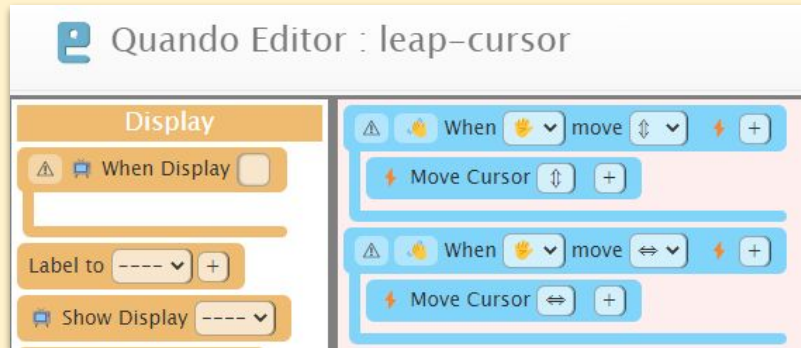 Quando Editor : leap-cursor
Display
When Display
Label to ---- +
Show Display ----
When move +
Move Cursor +
When move +
Move Cursor +